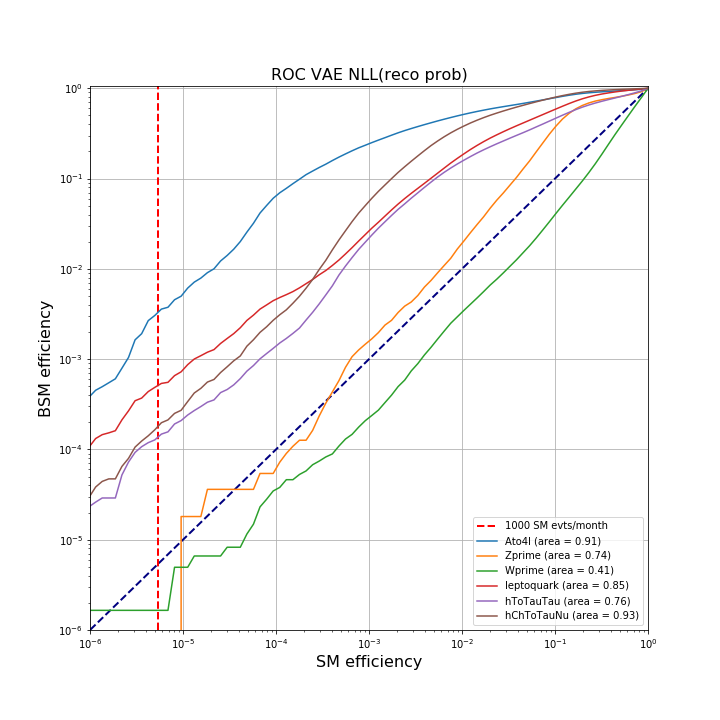 ROC VAE NLL(reco prob)
BSM efficiency
10⁰
10⁻¹
10⁻²
10⁻³
10⁻⁴
10⁻⁵
10⁻⁶
1000 SM evts/month
Ato4l (area = 0.91)
Zprime (area = 0.74)
Wprime (area = 0.41)
leptoquark (area = 0.85)
hToTauTau (area = 0.76)
hChToTauNu (area = 0.93)
10⁻⁶ 10⁻⁵ 10⁻⁴ 10⁻³ 10⁻² 10⁻¹ 10⁰
SM efficiency